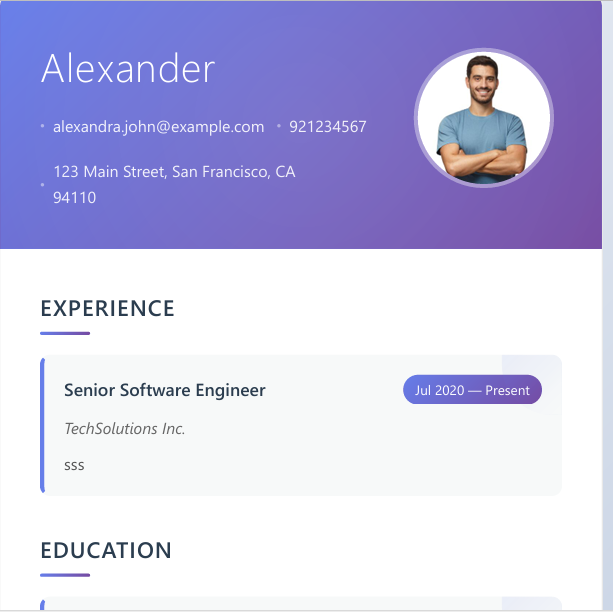 Alexander
alexandra.john@example.com 921234567
123 Main Street, San Francisco, CA
94110
EXPERIENCE
Senior Software Engineer
Jul 2020 — Present
TechSolutions Inc.
sss
EDUCATION